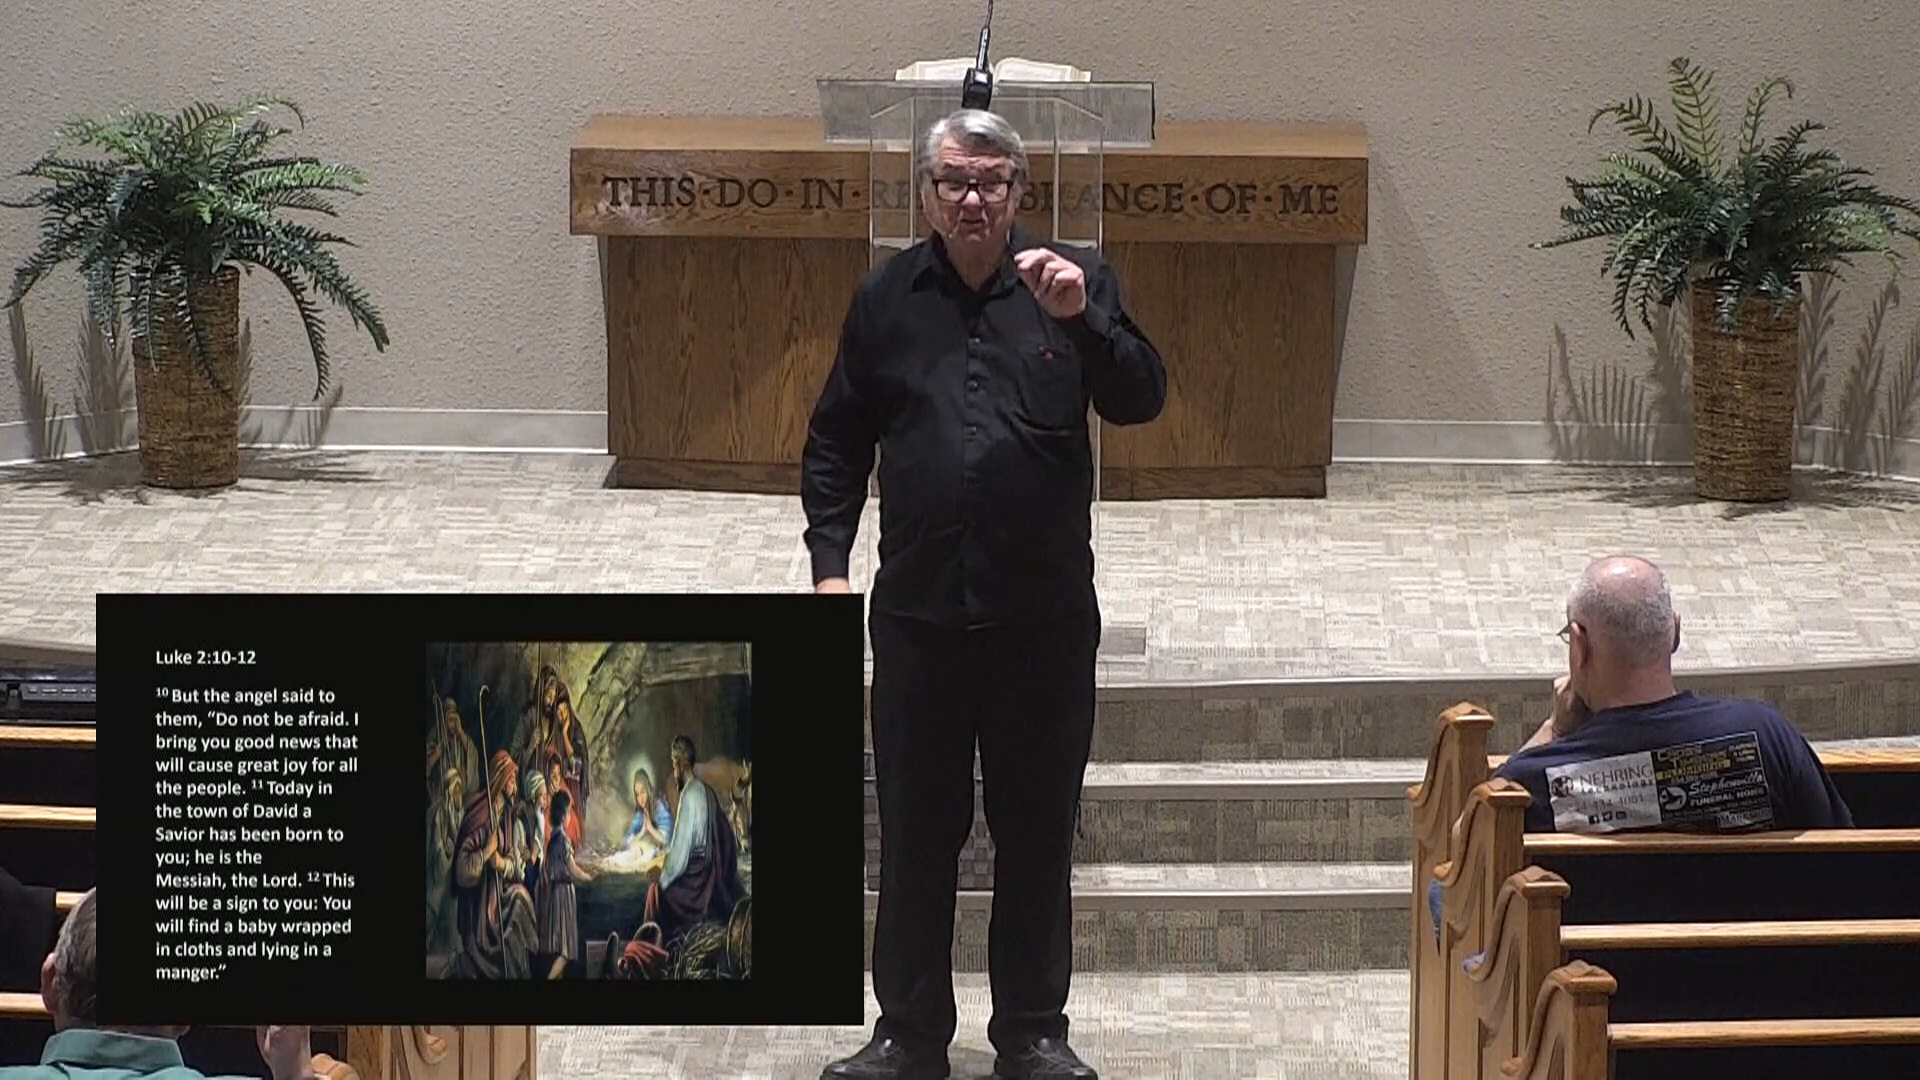 THIS·DO·IN·RE BRANCE·OF·ME
Luke 2:10-12
10 But the angel said to
them, “Do not be afraid. I
bring you good news that
will cause great joy for all
the people. 11 Today in
the town of David a
Savior has been born to
you; he is the
Messiah, the Lord. 12 This
will be a sign to you: You
will find a baby wrapped
in cloths and lying in a
manger.”
NEHRING
CROSS
TIMBERS
PLUMBING
Stephenville
FUNERAL HOME